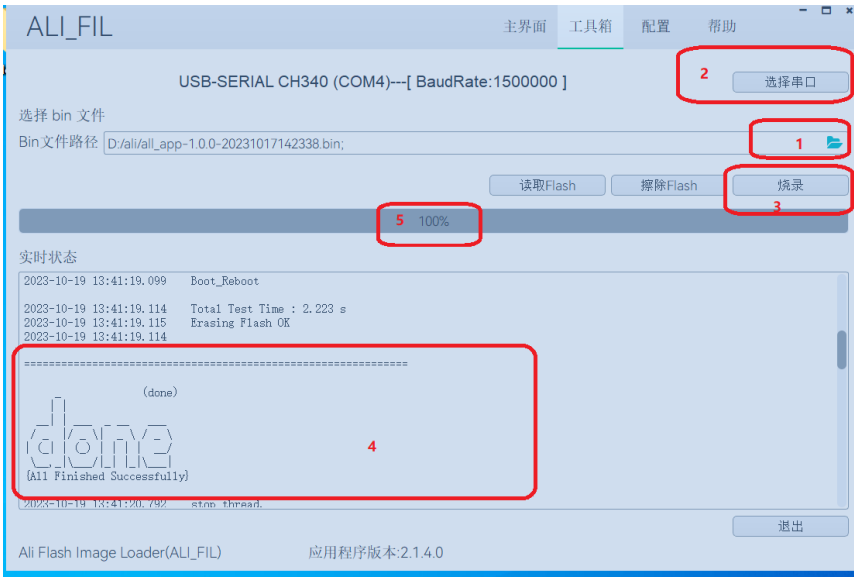 ALI_FIL 主界面 工具箱 配置 帮助
USB-SERIAL CH340 (COM4)---[ BaudRate:1500000 ] 2 选择串口
选择 bin 文件
Bin文件路径 D:/ali/all_app-1.0.0-20231017142338.bin; 1
读取Flash 擦除Flash 烧录
3
5 100%
实时状态
2023-10-19 13:41:19.099 Boot_Reboot
2023-10-19 13:41:19.114 Total Test Time : 2.223 s
2023-10-19 13:41:19.115 Erasing Flash OK
2023-10-19 13:41:19.114
(done)
done
4
{All Finished Successfully}
2023-10-19 13:41:20.792 stop thread.
退出
Ali Flash Image Loader(ALI_FIL) 应用程序版本:2.1.4.0